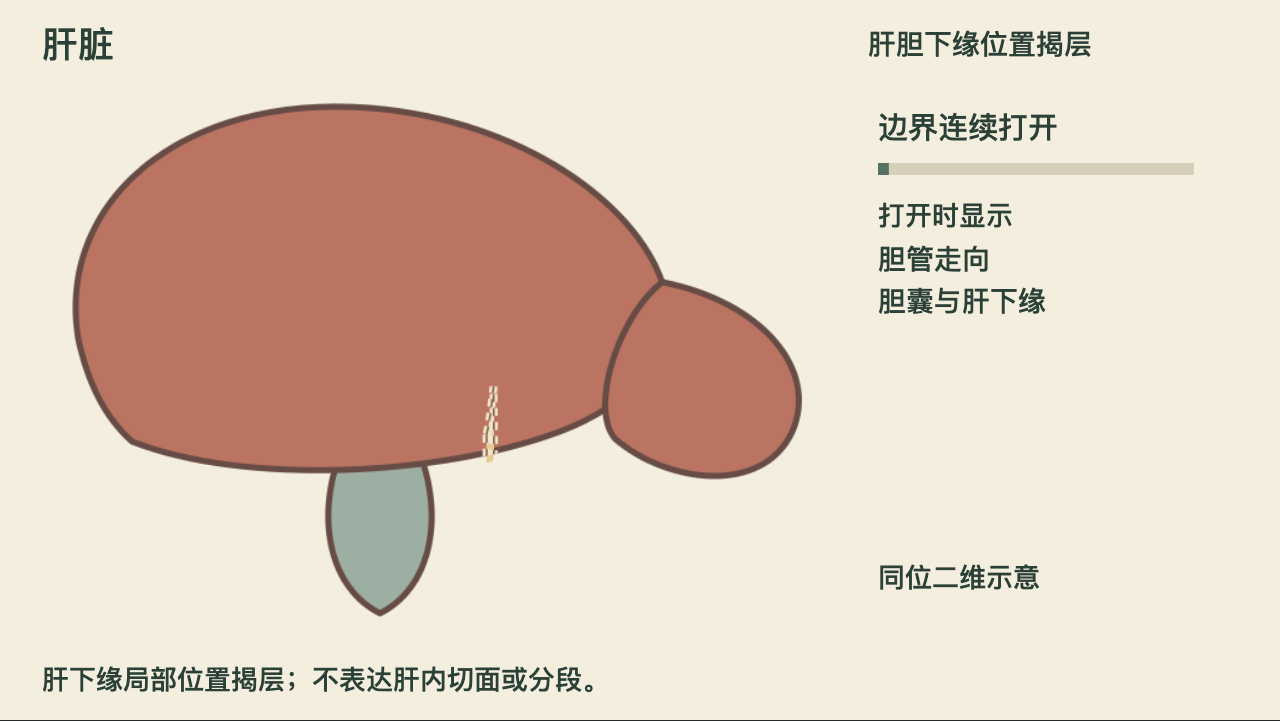 肝脏
肝胆下缘位置揭层
边界连续打开
打开时显示
胆管走向
胆囊与肝下缘
同位二维示意
肝下缘局部位置揭层；不表达肝内切面或分段。